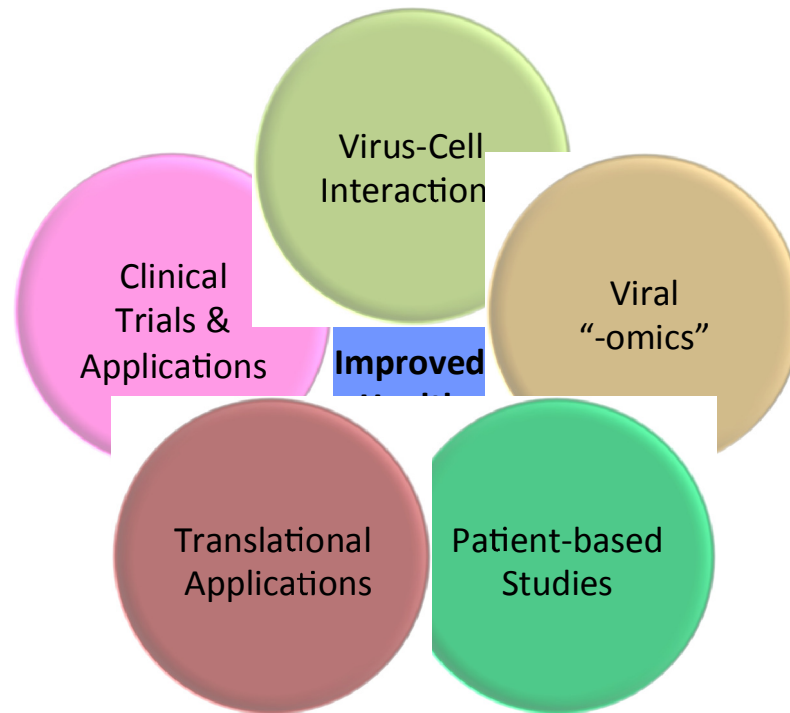 Virus-Cell
Interaction
Clinical
Trials &
Applications
Viral
“-omics”
Improved
Translational
Applications
Patient-based
Studies